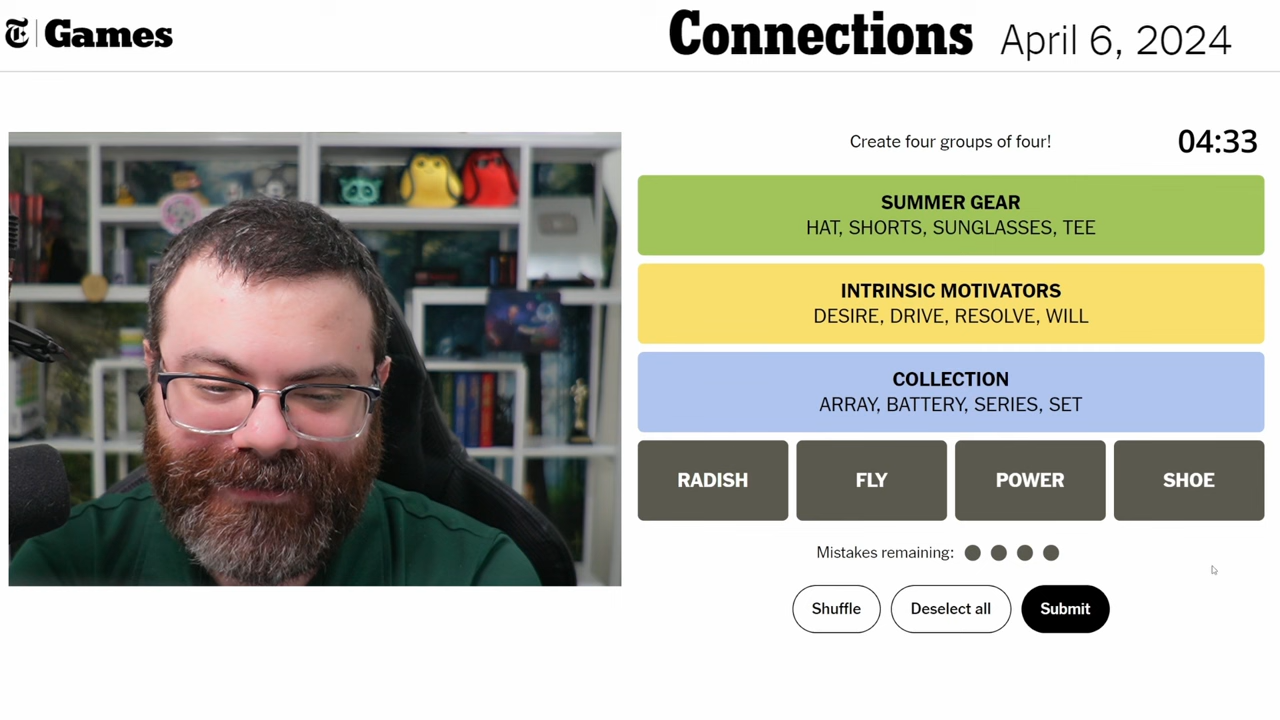 Games
Connections April 6, 2024
Create four groups of four!
04:33
SUMMER GEAR
HAT, SHORTS, SUNGLASSES, TEE
INTRINSIC MOTIVATORS
DESIRE, DRIVE, RESOLVE, WILL
COLLECTION
ARRAY, BATTERY, SERIES, SET
RADISH FLY POWER SHOE
Mistakes remaining:
Shuffle Deselect all Submit